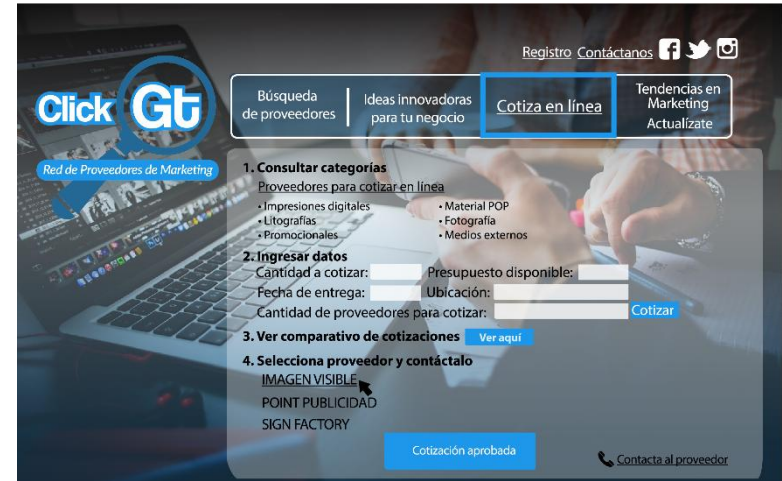 Registro Contáctanos
Click Gt
Red de Proveedores de Marketing
Búsqueda
de proveedores
Ideas innovadoras
para tu negocio
Cotiza en línea
Tendencias en
Marketing
Actualízate
1. Consultar categorías
Proveedores para cotizar en línea
• Impresiones digitales
• Litografías
• Promocionales
• Material POP
• Fotografía
• Medios externos
2. Ingresar datos
Cantidad a cotizar: Presupuesto disponible:
Fecha de entrega: Ubicación:
Cantidad de proveedores para cotizar: Cotizar
3. Ver comparativo de cotizaciones Ver aquí
4. Selecciona proveedor y contáctalo
IMAGEN VISIBLE
POINT PUBLICIDAD
SIGN FACTORY
Cotización aprobada
Contacta al proveedor